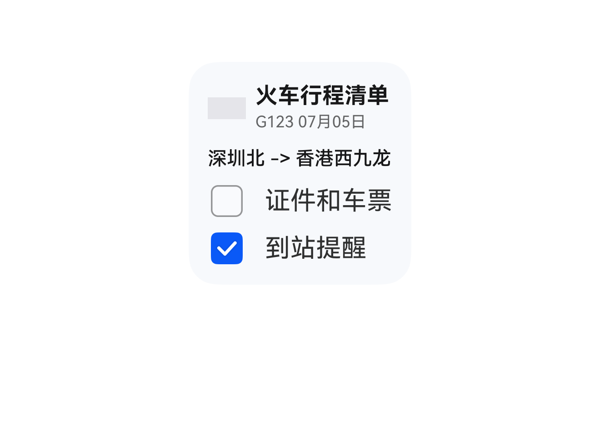 火车行程清单
G123 07月05日
深圳北 -> 香港西九龙
证件和车票
到站提醒